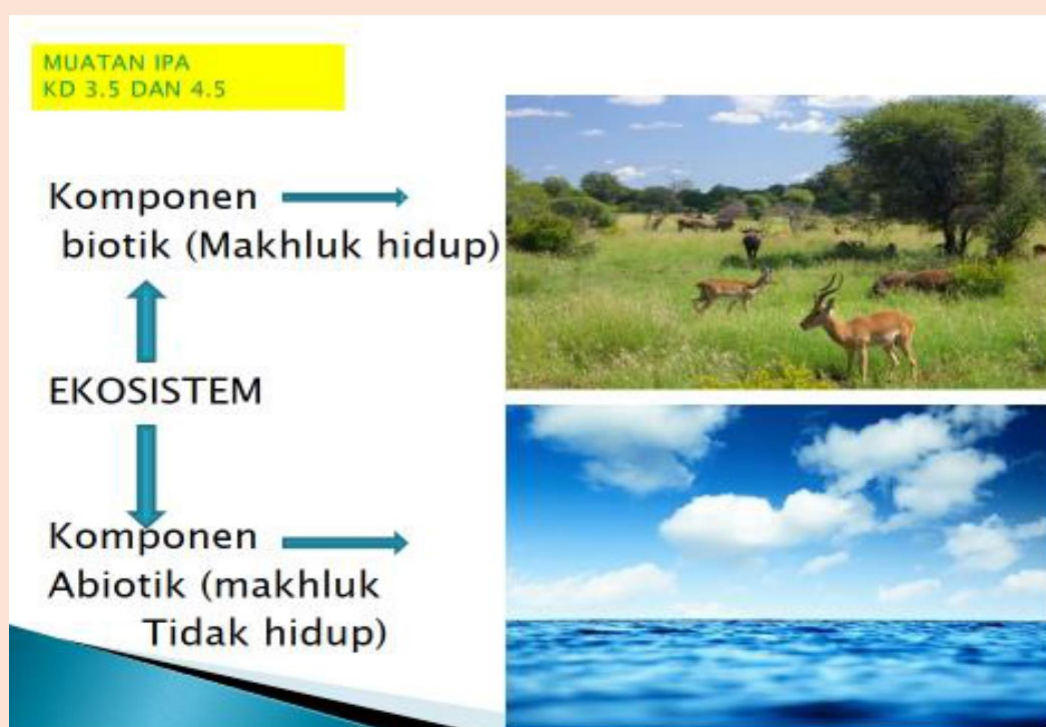 MUATAN IPA
KD 3.5 DAN 4.5
Komponen
biotik (Makhluk hidup)
EKOSISTEM
Komponen
Abiotik (makhluk
Tidak hidup)